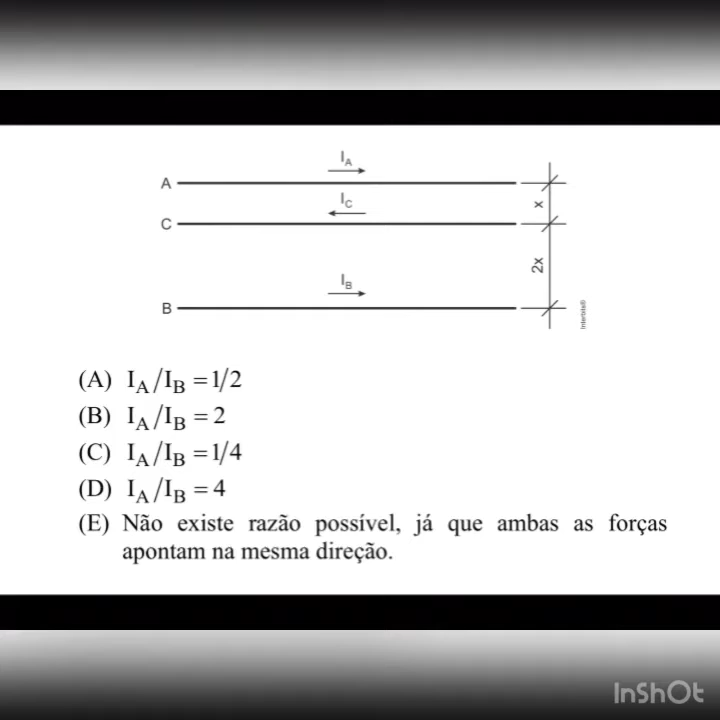 I_A
A
I_C
x
C
2x
I_B
B
Interbits®
(A) I_A/I_B = 1/2
(B) I_A/I_B = 2
(C) I_A/I_B = 1/4
(D) I_A/I_B = 4
(E) Não existe razão possível, já que ambas as forças
apontam na mesma direção.
InShOt